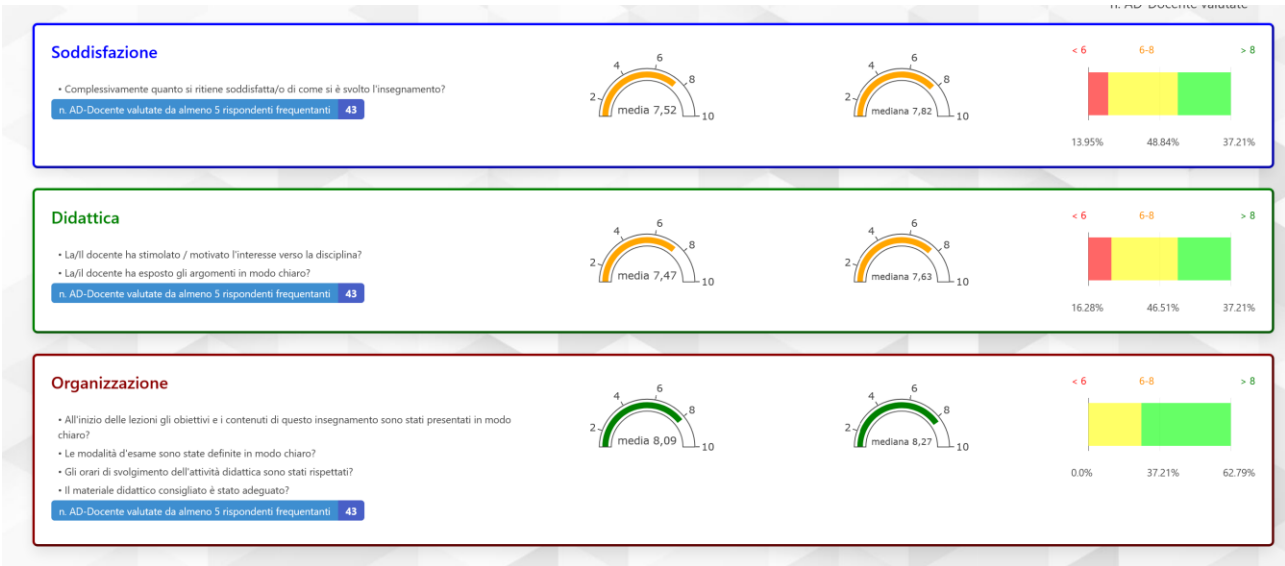 n. AD-Docente valutate
Soddisfazione
• Complessivamente quanto si ritiene soddisfatta/o di come si è svolto l'insegnamento?
n. AD-Docente valutate da almeno 5 rispondenti frequentanti 43
2 4 6 8 10
media 7,52
2 4 6 8 10
mediana 7,82
< 6 6-8 > 8
13.95% 48.84% 37.21%
Didattica
• La/Il docente ha stimolato / motivato l'interesse verso la disciplina?
• La/il docente ha esposto gli argomenti in modo chiaro?
n. AD-Docente valutate da almeno 5 rispondenti frequentanti 43
2 4 6 8 10
media 7,47
2 4 6 8 10
mediana 7,63
< 6 6-8 > 8
16.28% 46.51% 37.21%
Organizzazione
• All'inizio delle lezioni gli obiettivi e i contenuti di questo insegnamento sono stati presentati in modo
chiaro?
• Le modalità d'esame sono state definite in modo chiaro?
• Gli orari di svolgimento dell'attività didattica sono stati rispettati?
• Il materiale didattico consigliato è stato adeguato?
n. AD-Docente valutate da almeno 5 rispondenti frequentanti 43
2 4 6 8 10
media 8,09
2 4 6 8 10
mediana 8,27
< 6 6-8 > 8
0.0% 37.21% 62.79%